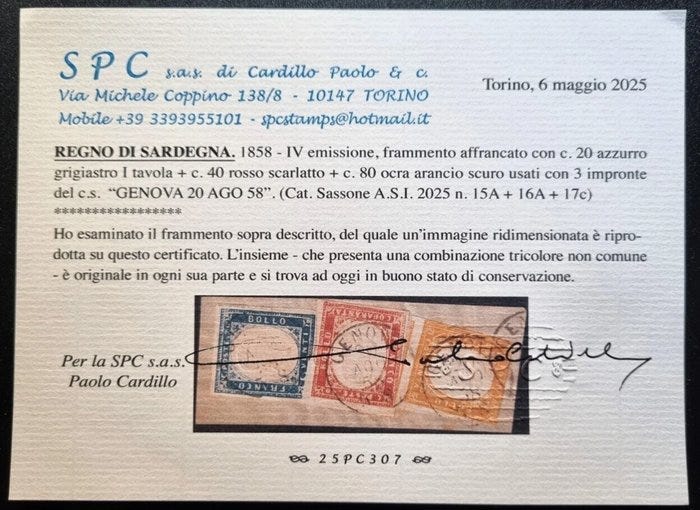 SPC s.a.s. di Cardillo Paolo & c.
Via Michele Coppino 138/8 - 10147 TORINO
Mobile +39 3393955101 - spcstamps@hotmail.it
Torino, 6 maggio 2025
REGNO DI SARDEGNA. 1858 - IV emissione, frammento affrancato con c. 20 azzurro
grigiastro I tavola + c. 40 rosso scarlatto + c. 80 ocra arancio scuro usati con 3 impronte
del c.s. “GENOVA 20 AGO 58”. (Cat. Sassone A.S.I. 2025 n. 15A + 16A + 17c)
*****************
Ho esaminato il frammento sopra descritto, del quale un’immagine ridimensionata è ripro-
dotta su questo certificato. L’insieme - che presenta una combinazione tricolore non comune
- è originale in ogni sua parte e si trova ad oggi in buono stato di conservazione.
BOLLO
VENTI
FRANCO
C.QUARANTA
GENOV
Per la SPC s.a.s.
Paolo Cardillo
25PC307